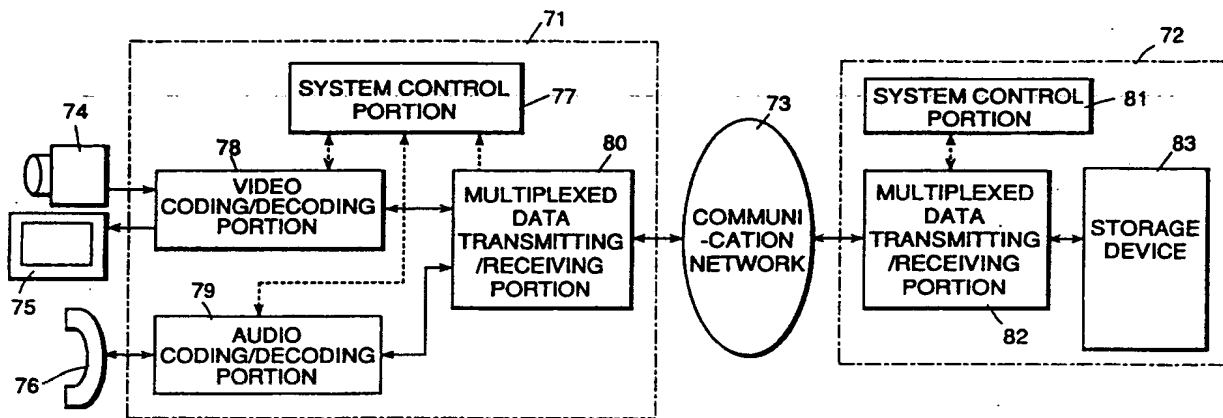 71
SYSTEM CONTROL
PORTION
77
74
78
VIDEO
CODING/DECODING
PORTION
75
79
AUDIO
CODING/DECODING
PORTION
76
80
MULTIPLEXED
DATA
TRANSMITTING
/RECEIVING
PORTION
73
COMMUNI
-CATION
NETWORK
72
SYSTEM CONTROL
PORTION
81
MULTIPLEXED
DATA
TRANSMITTING
/RECEIVING
PORTION
82
83
STORAGE
DEVICE